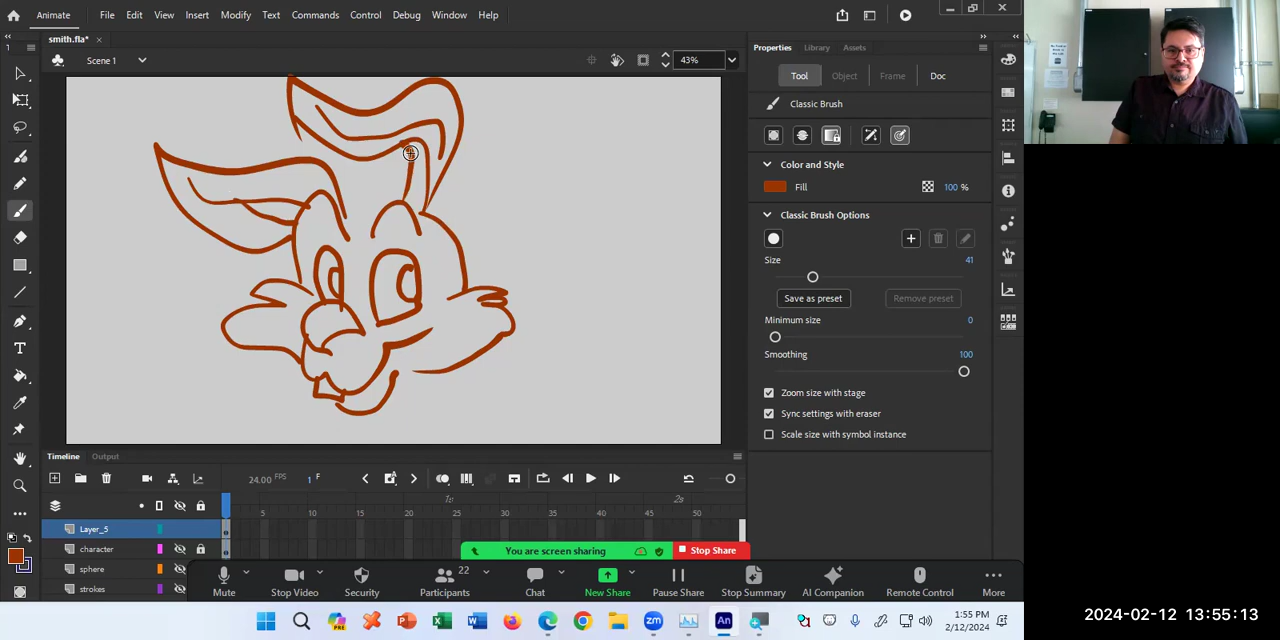 Animate File Edit View Insert Modify Text Commands Control Debug Window Help
smith.fla* ×
Scene 1 43%
Properties Library Assets
Tool Object Frame Doc
Classic Brush
Color and Style
Fill 100 %
Classic Brush Options
Size 41
Save as preset Remove preset
Minimum size 0
Smoothing 100
Zoom size with stage
Sync settings with eraser
Scale size with symbol instance
Timeline Output
24.00 FPS 1 F
1s 2s
5 10 15 20 25 30 35 40 45 50
Layer_5
character
sphere
strokes
You are screen sharing Stop Share
22
Mute Stop Video Security Participants Chat New Share Pause Share Stop Summary AI Companion Remote Control More
1:55 PM
2/12/2024
2024-02-12 13:55:13